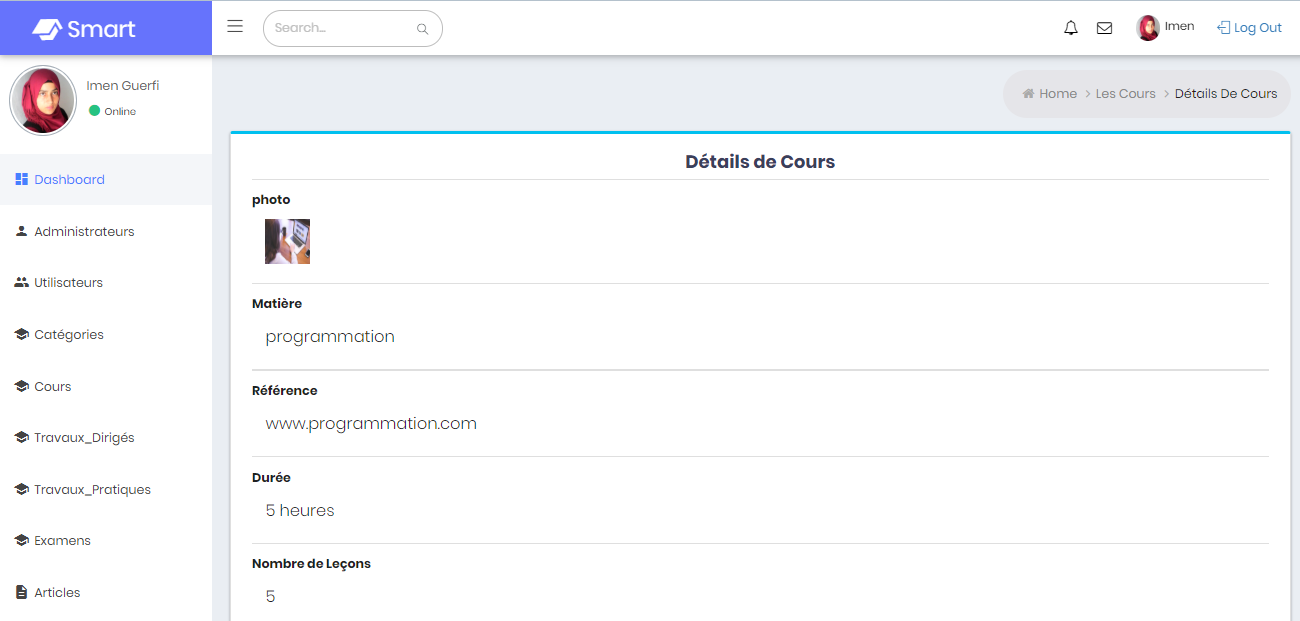 Smart
Search...
Imen
Log Out
Imen Guerfi
Online
Home > Les Cours > Détails De Cours
Dashboard
Administrateurs
Utilisateurs
Catégories
Cours
Travaux_Dirigés
Travaux_Pratiques
Examens
Articles
Détails de Cours
photo
Matière
programmation
Référence
www.programmation.com
Durée
5 heures
Nombre de Leçons
5